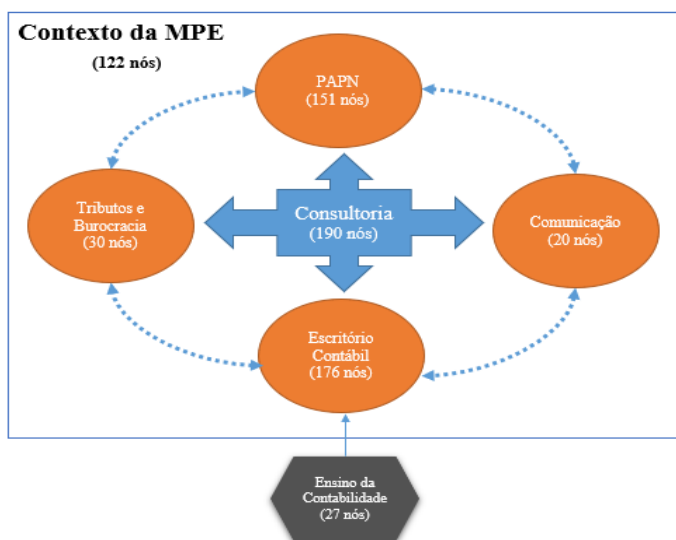 Contexto da MPE
(122 nós)
PAPN
(151 nós)
Tributos e
Burocracia
(30 nós)
Consultoria
(190 nós)
Comunicação
(20 nós)
Escritório
Contábil
(176 nós)
Ensino da
Contabilidade
(27 nós)